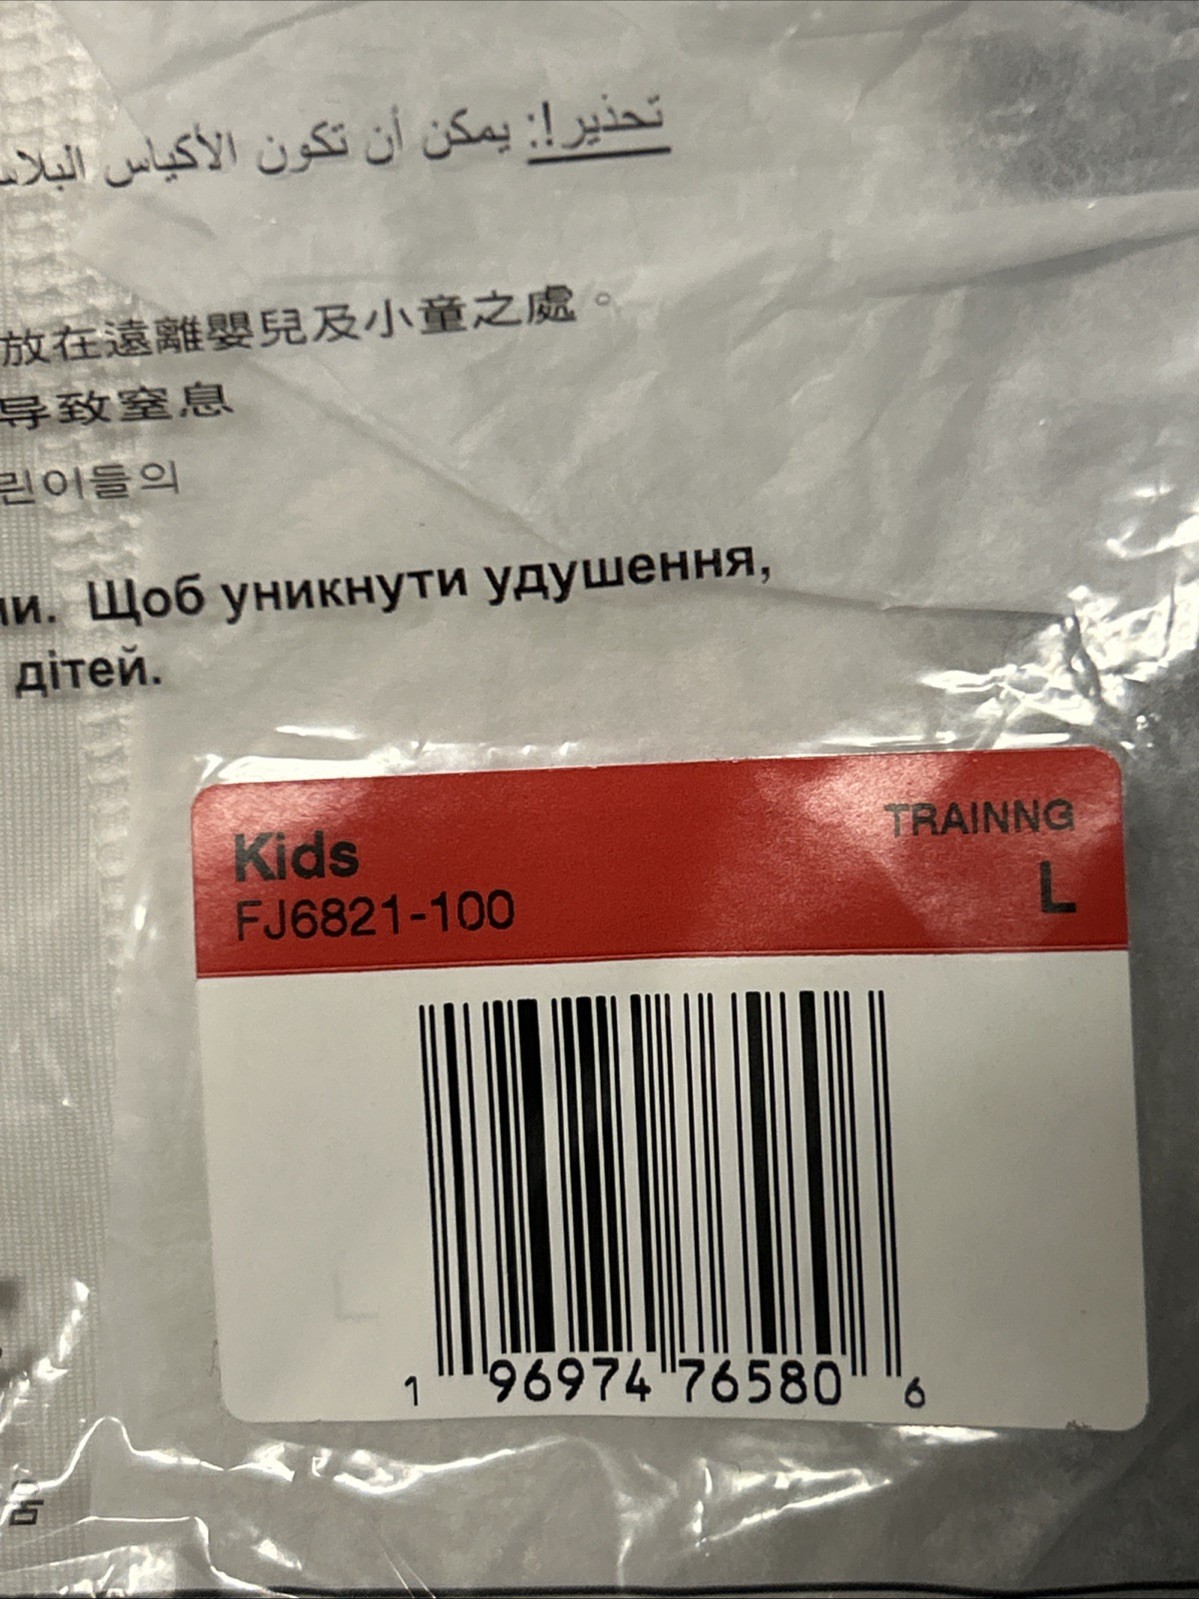 تحذير!: يمكن أن تكون الأكياس
放在遠離嬰兒及小童之處。
导致窒息
린이들의
Щоб уникнути удушення,
дітей.
Kids
TRAINNG
FJ6821-100
L
1 96974 76580 6